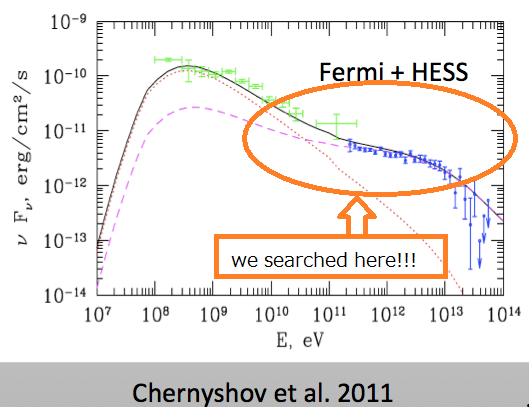 Fermi + HESS
ν Fν, erg/cm²/s
10⁻⁹
10⁻¹⁰
10⁻¹¹
10⁻¹²
10⁻¹³
10⁻¹⁴
we searched here!!!
10⁷ 10⁸ 10⁹ 10¹⁰ 10¹¹ 10¹² 10¹³ 10¹⁴
E, eV
Chernyshov et al. 2011